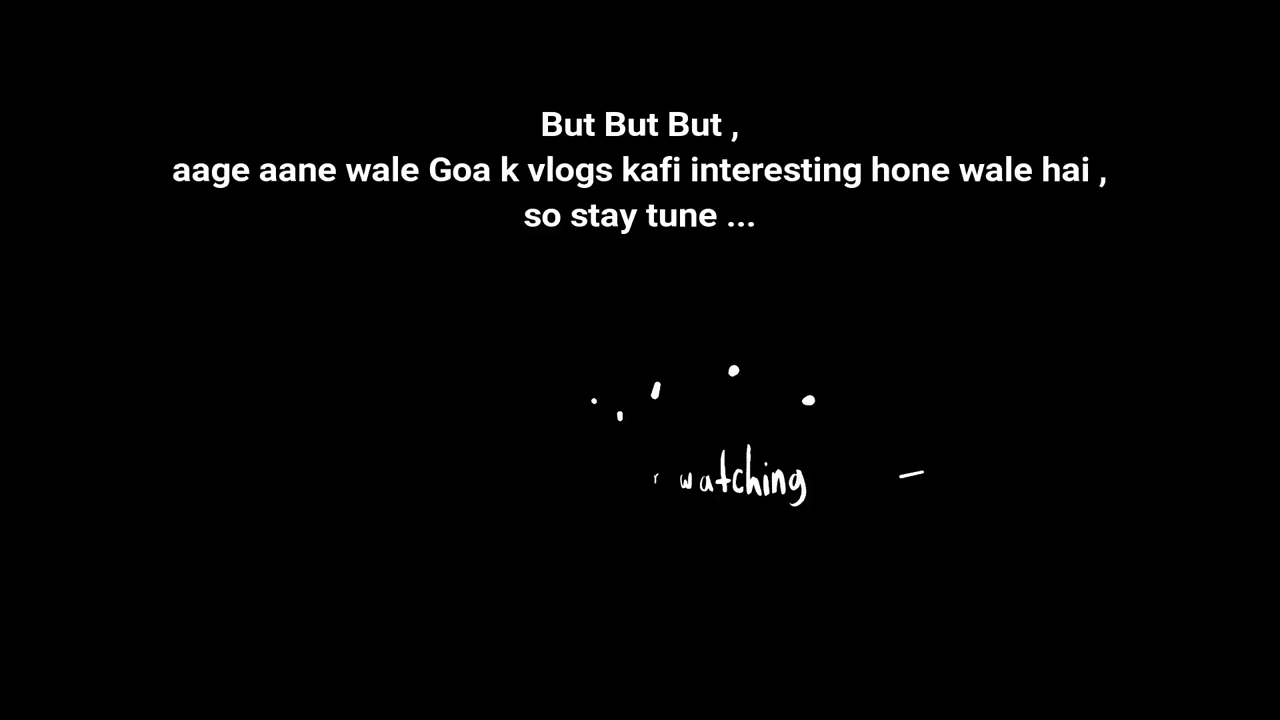 But But But ,
aage aane wale Goa k vlogs kafi interesting hone wale hai ,
so stay tune ...
r watching